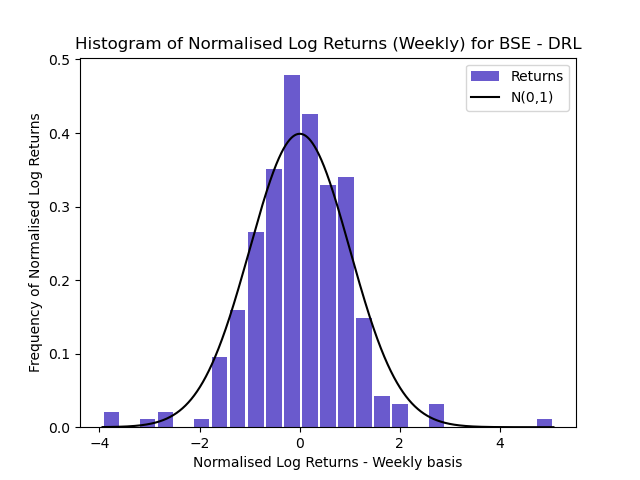 Histogram of Normalised Log Returns (Weekly) for BSE - DRL
Returns
N(0,1)
Frequency of Normalised Log Returns
0.5
0.4
0.3
0.2
0.1
0.0
−4
−2
0
2
4
Normalised Log Returns - Weekly basis